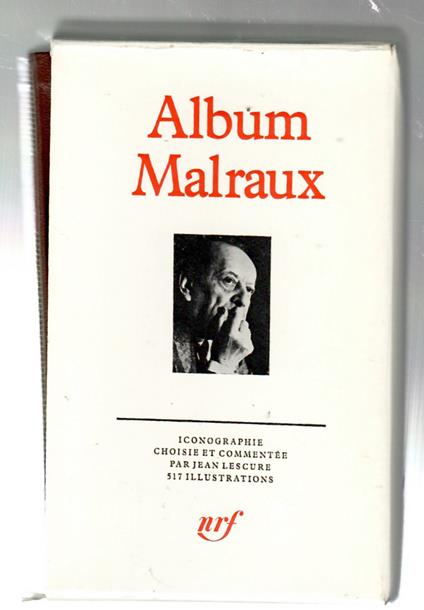 Album
Malraux
ICONOGRAPHIE
CHOISIE ET COMMENTÉE
PAR JEAN LESCURE
517 ILLUSTRATIONS
nrf